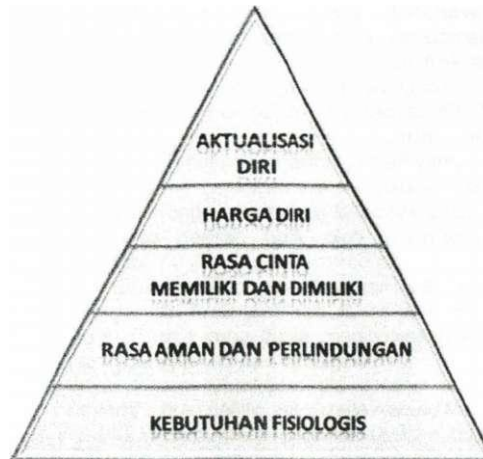 AKTUALISASI
DIRI
HARGA DIRI
RASA CINTA
MEMILIKI DAN DIMILIKI
RASA AMAN DAN PERLINDUNGAN
KEBUTUHAN FISIOLOGIS